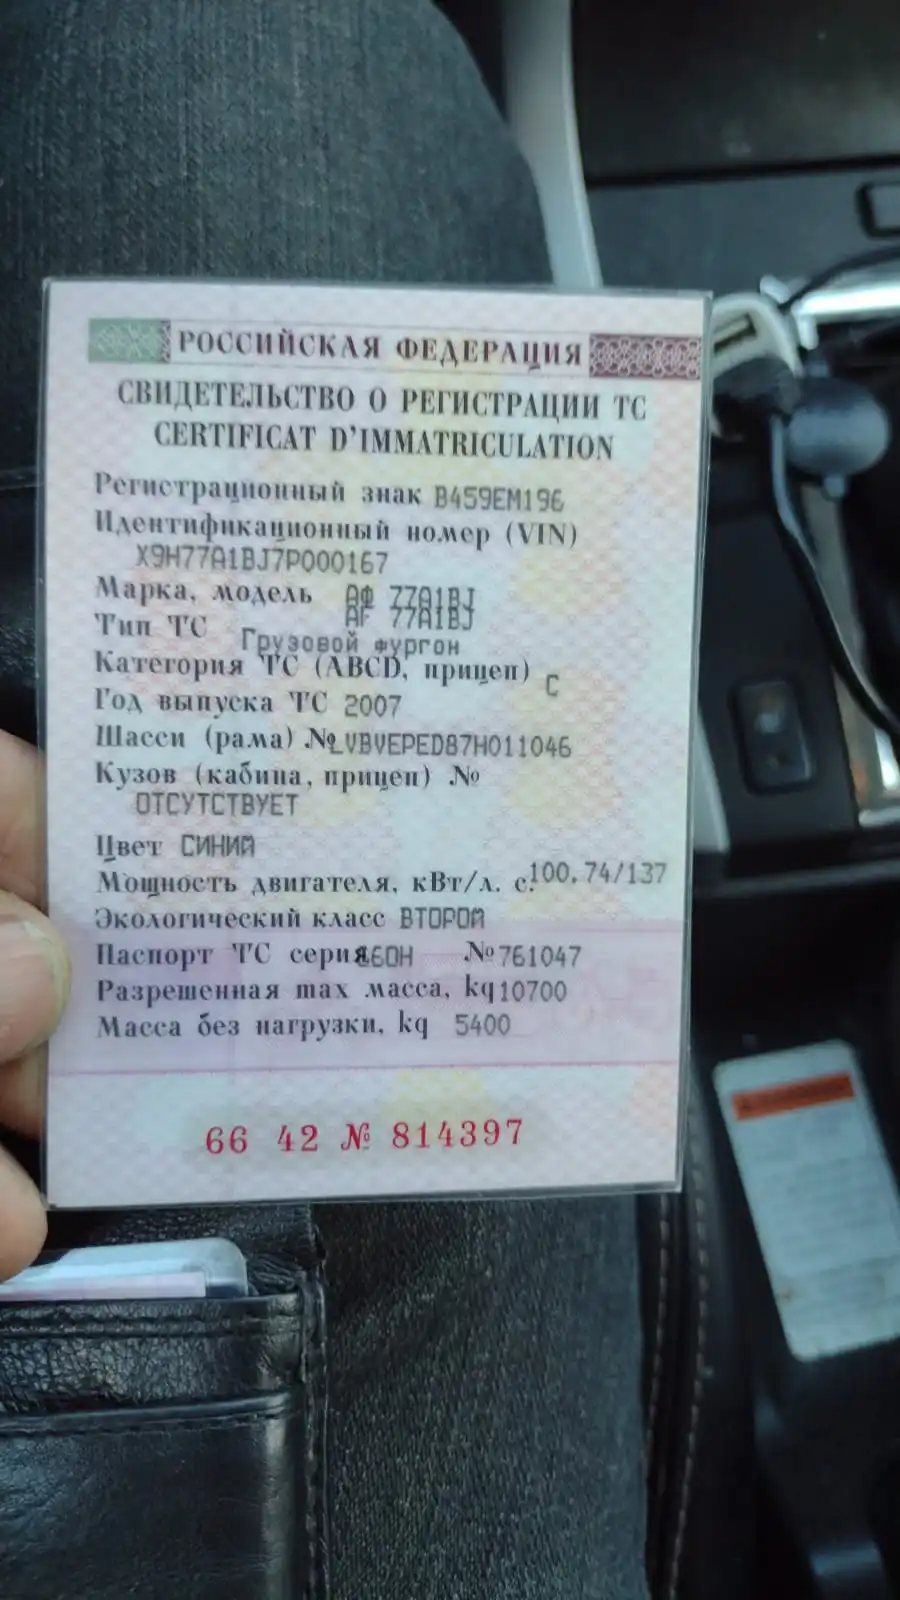 РОССИЙСКАЯ ФЕДЕРАЦИЯ
СВИДЕТЕЛЬСТВО О РЕГИСТРАЦИИ ТС
CERTIFICAT D'IMMATRICULATION
Регистрационный знак В459ЕМ196
Идентификационный номер (VIN)
X9H77A1BJ7P000167
Марка, модель АФ 77А1BJ
AF 77A1BJ
Тип ТС Грузовой фургон
Категория ТС (ABCD, прицеп) C
Год выпуска ТС 2007
Шасси (рама) № LVBVEPED87H011046
Кузов (кабина, прицеп) №
ОТСУТСТВУЕТ
Цвет СИНИЙ
Мощность двигателя, кВт/л. с. 100.74/137
Экологический класс ВТОРОЙ
Паспорт ТС серия 66ОН № 761047
Разрешенная max масса, kg 10700
Масса без нагрузки, kg 5400
66 42 № 814397